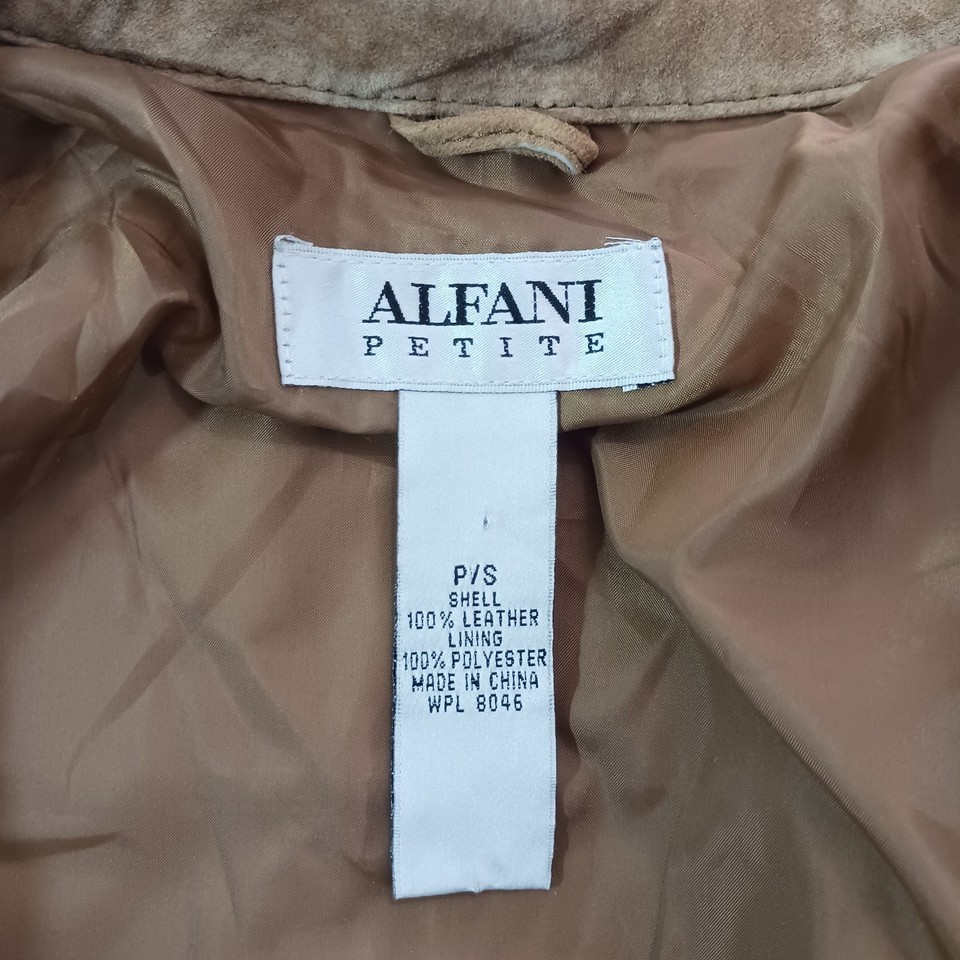 ALFANI
PETITE
P/S
SHELL
100% LEATHER
LINING
100% POLYESTER
MADE IN CHINA
WPL 8046